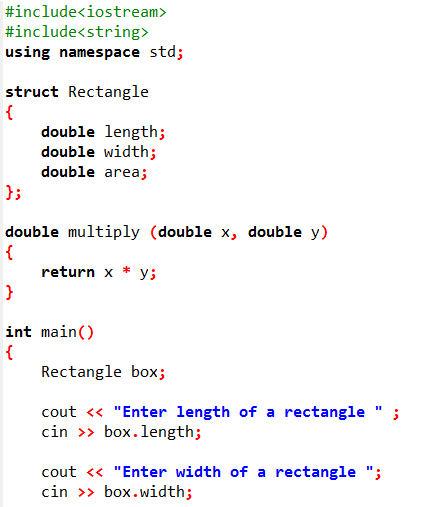 #include<iostream>
#include<string>
using namespace std;
struct Rectangle
{
    double length;
    double width;
    double area;
};
double multiply (double x, double y)
{
    return x * y;
}
int main()
{
    Rectangle box;
    cout << "Enter length of a rectangle " ;
    cin >> box.length;
    cout << "Enter width of a rectangle ";
    cin >> box.width;